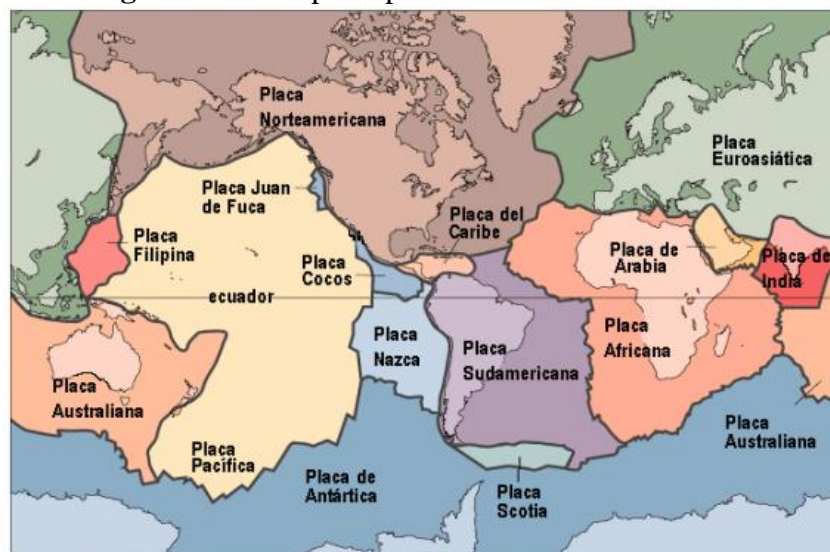 Placa
Norteamericana
Placa
Euroasiática
Placa Juan
de Fuca
Placa del
Caribe
Placa
Filipina
Placa de
Arabia
Placa de
India
Placa
Cocos
ecuador
Placa
Nazca
Placa
Sudamericana
Placa
Africana
Placa
Australiana
Placa
Australiana
Placa
Pacífica
Placa de
Antártica
Placa
Scotia